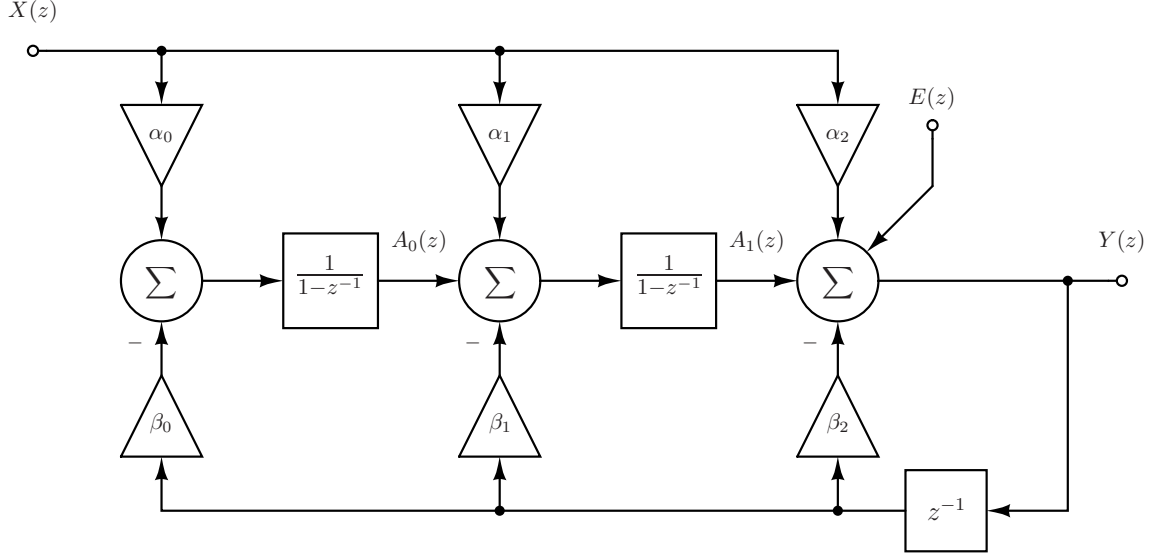 X(z)
α₀
α₁
α₂
E(z)
∑
1/(1−z⁻¹)
A₀(z)
∑
1/(1−z⁻¹)
A₁(z)
∑
Y(z)
−
−
−
β₀
β₁
β₂
z⁻¹